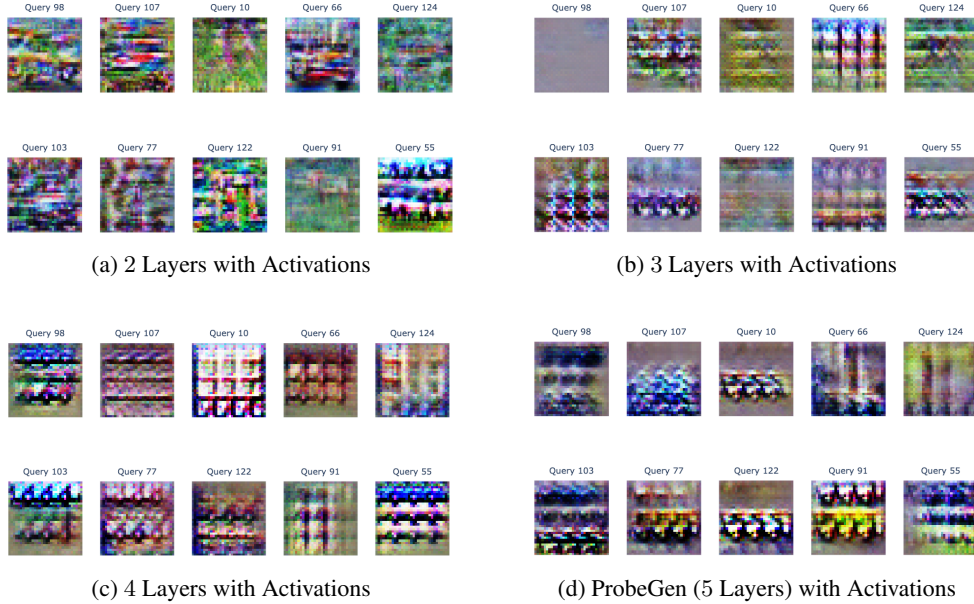 Query 98 Query 107 Query 10 Query 66 Query 124
Query 103 Query 77 Query 122 Query 91 Query 55
(a) 2 Layers with Activations
Query 98 Query 107 Query 10 Query 66 Query 124
Query 103 Query 77 Query 122 Query 91 Query 55
(b) 3 Layers with Activations
Query 98 Query 107 Query 10 Query 66 Query 124
Query 103 Query 77 Query 122 Query 91 Query 55
(c) 4 Layers with Activations
Query 98 Query 107 Query 10 Query 66 Query 124
Query 103 Query 77 Query 122 Query 91 Query 55
(d) ProbeGen (5 Layers) with Activations